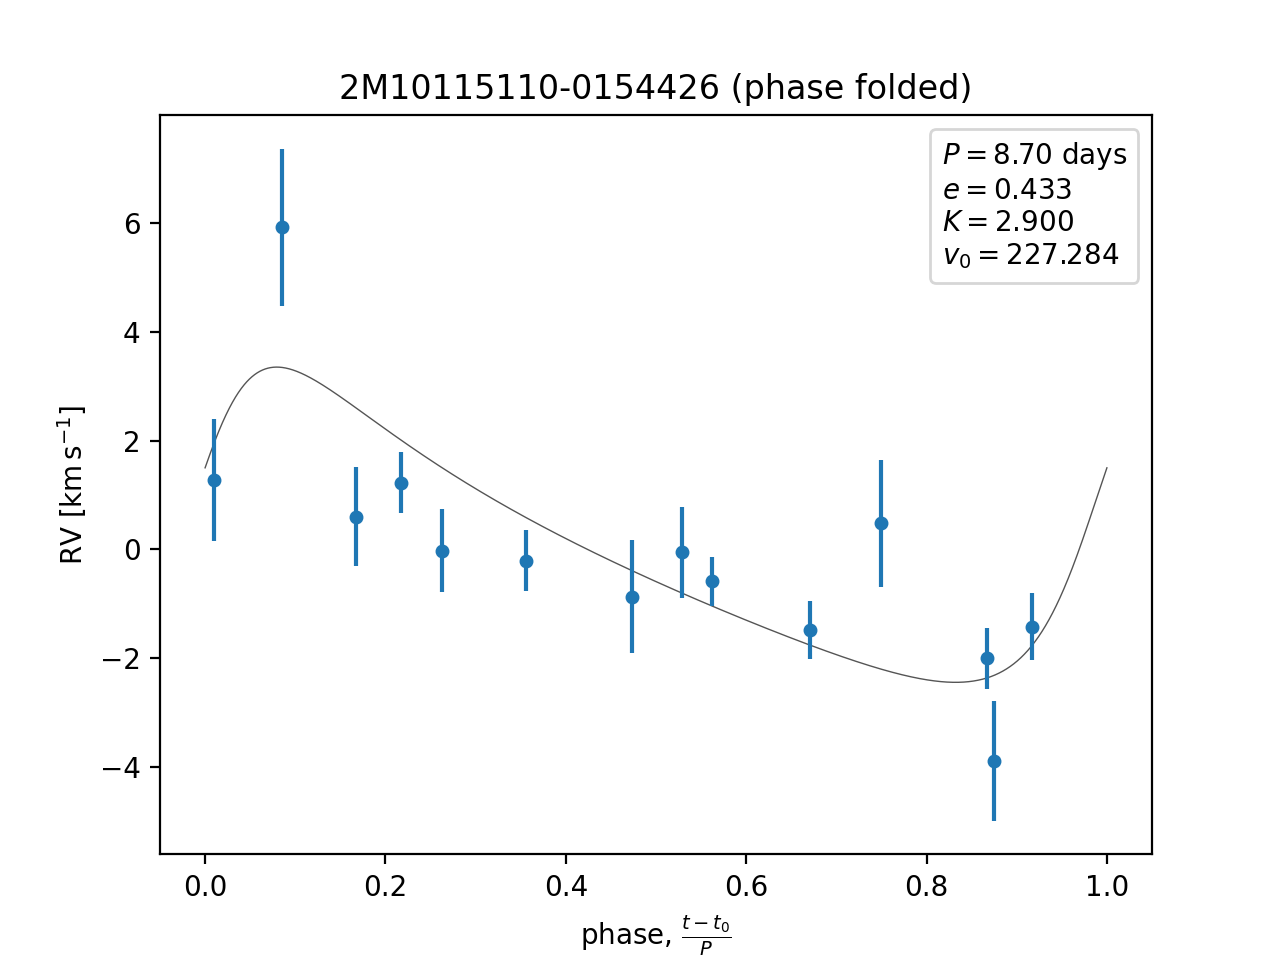 2M10115110-0154426 (phase folded)
P = 8.70 days
e = 0.433
K = 2.900
v₀ = 227.284
6
4
2
0
−2
−4
RV [km s⁻¹]
0.0 0.2 0.4 0.6 0.8 1.0
phase, (t − t₀)/P